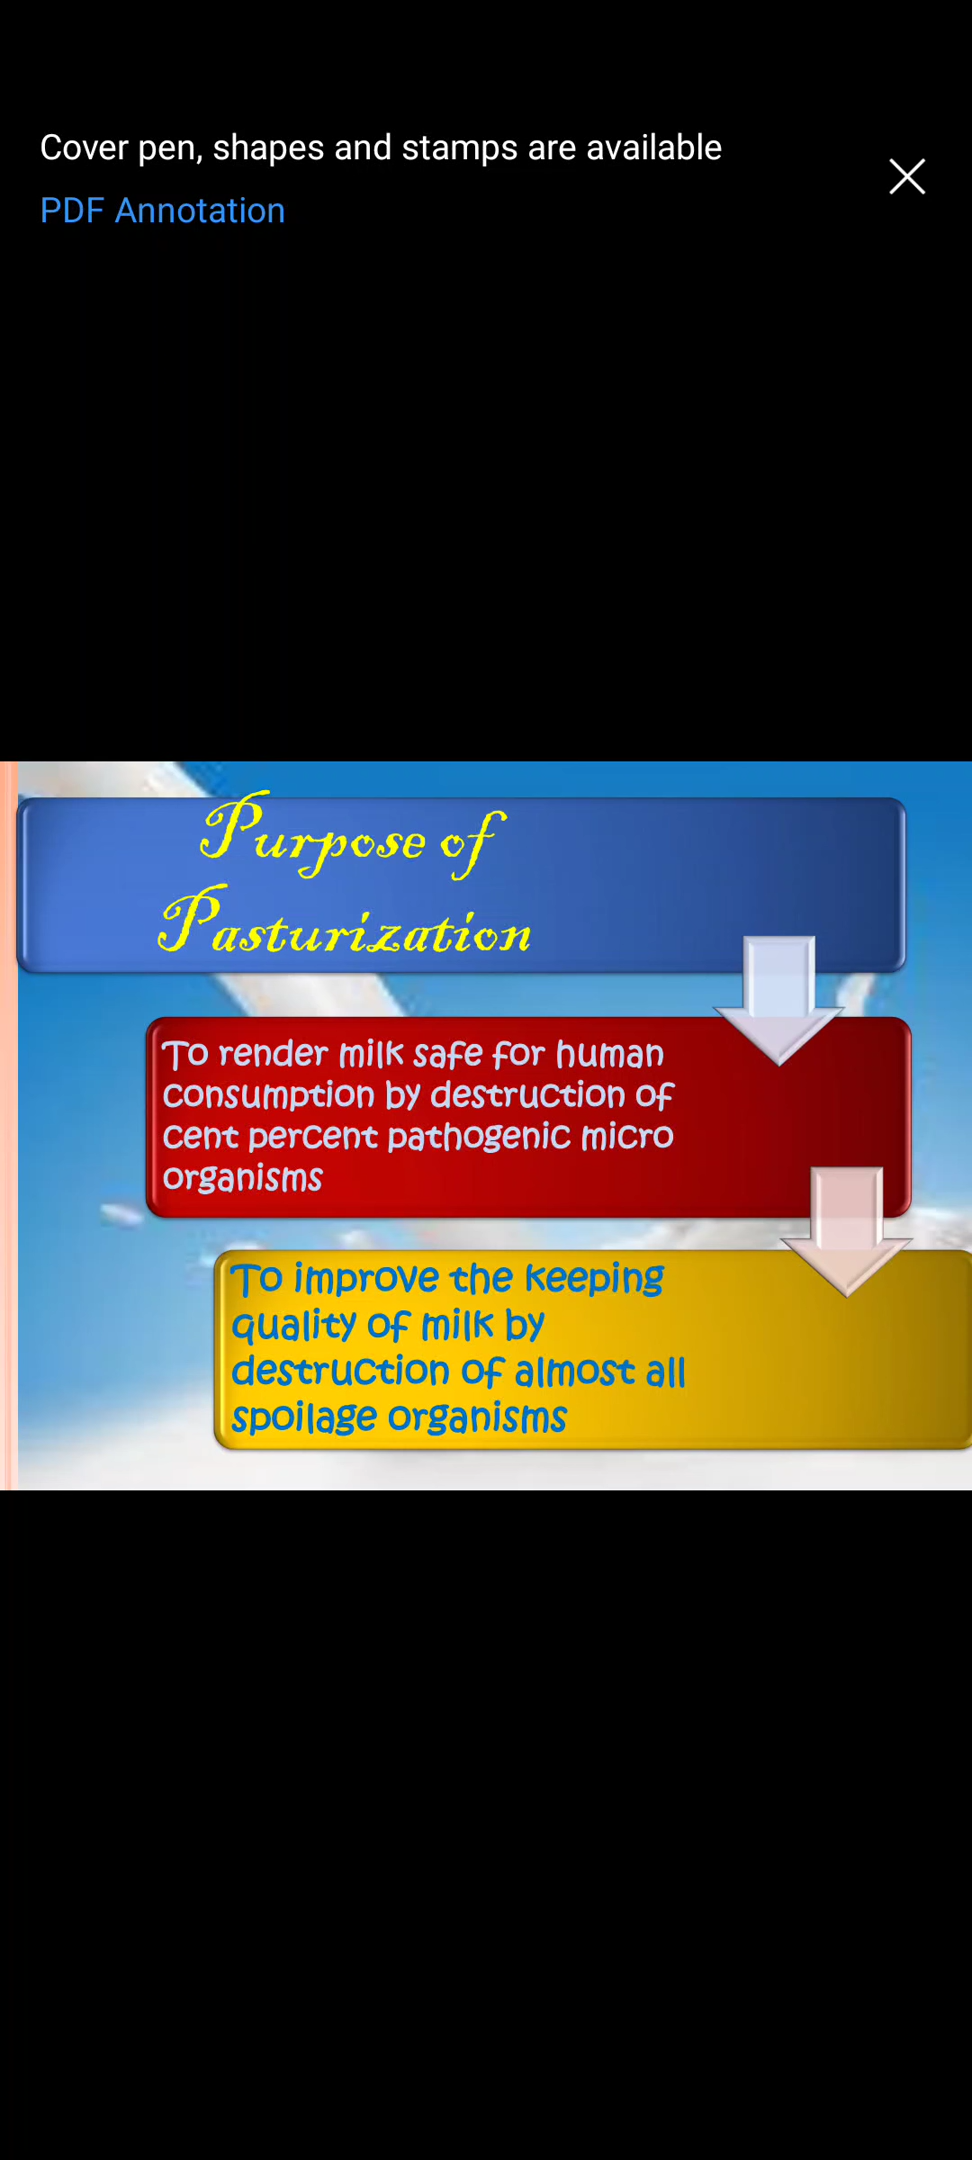 Cover pen, shapes and stamps are available
PDF Annotation
Purpose of
Pasturization
To render milk safe for human
consumption by destruction of
cent percent pathogenic micro
organisms
To improve the keeping
quality of milk by
destruction of almost all
spoilage organisms